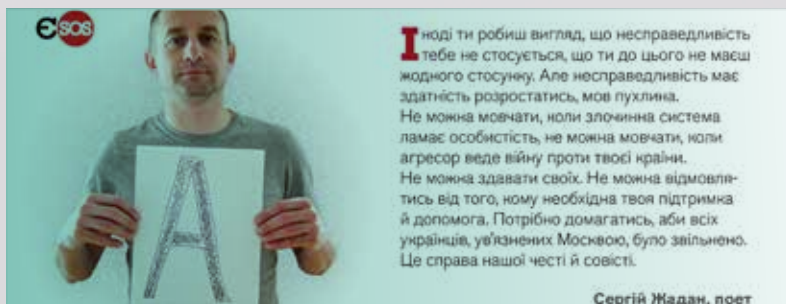 ЄSOS
А
Іноді ти робиш вигляд, що несправедливість
тебе не стосується, що ти до цього не маєш
жодного стосунку. Але несправедливість має
здатність розростатись, мов пухлина.
Не можна мовчати, коли злочинна система
ламає особистість, не можна мовчати, коли
агресор веде війну проти твоєї країни.
Не можна здавати своїх. Не можна відмовля-
тись від того, кому необхідна твоя підтримка
й допомога. Потрібно домагатись, аби всіх
українців, ув'язнених Москвою, було звільнено.
Це справа нашої честі й совісті.
Сергій Жадан, поет